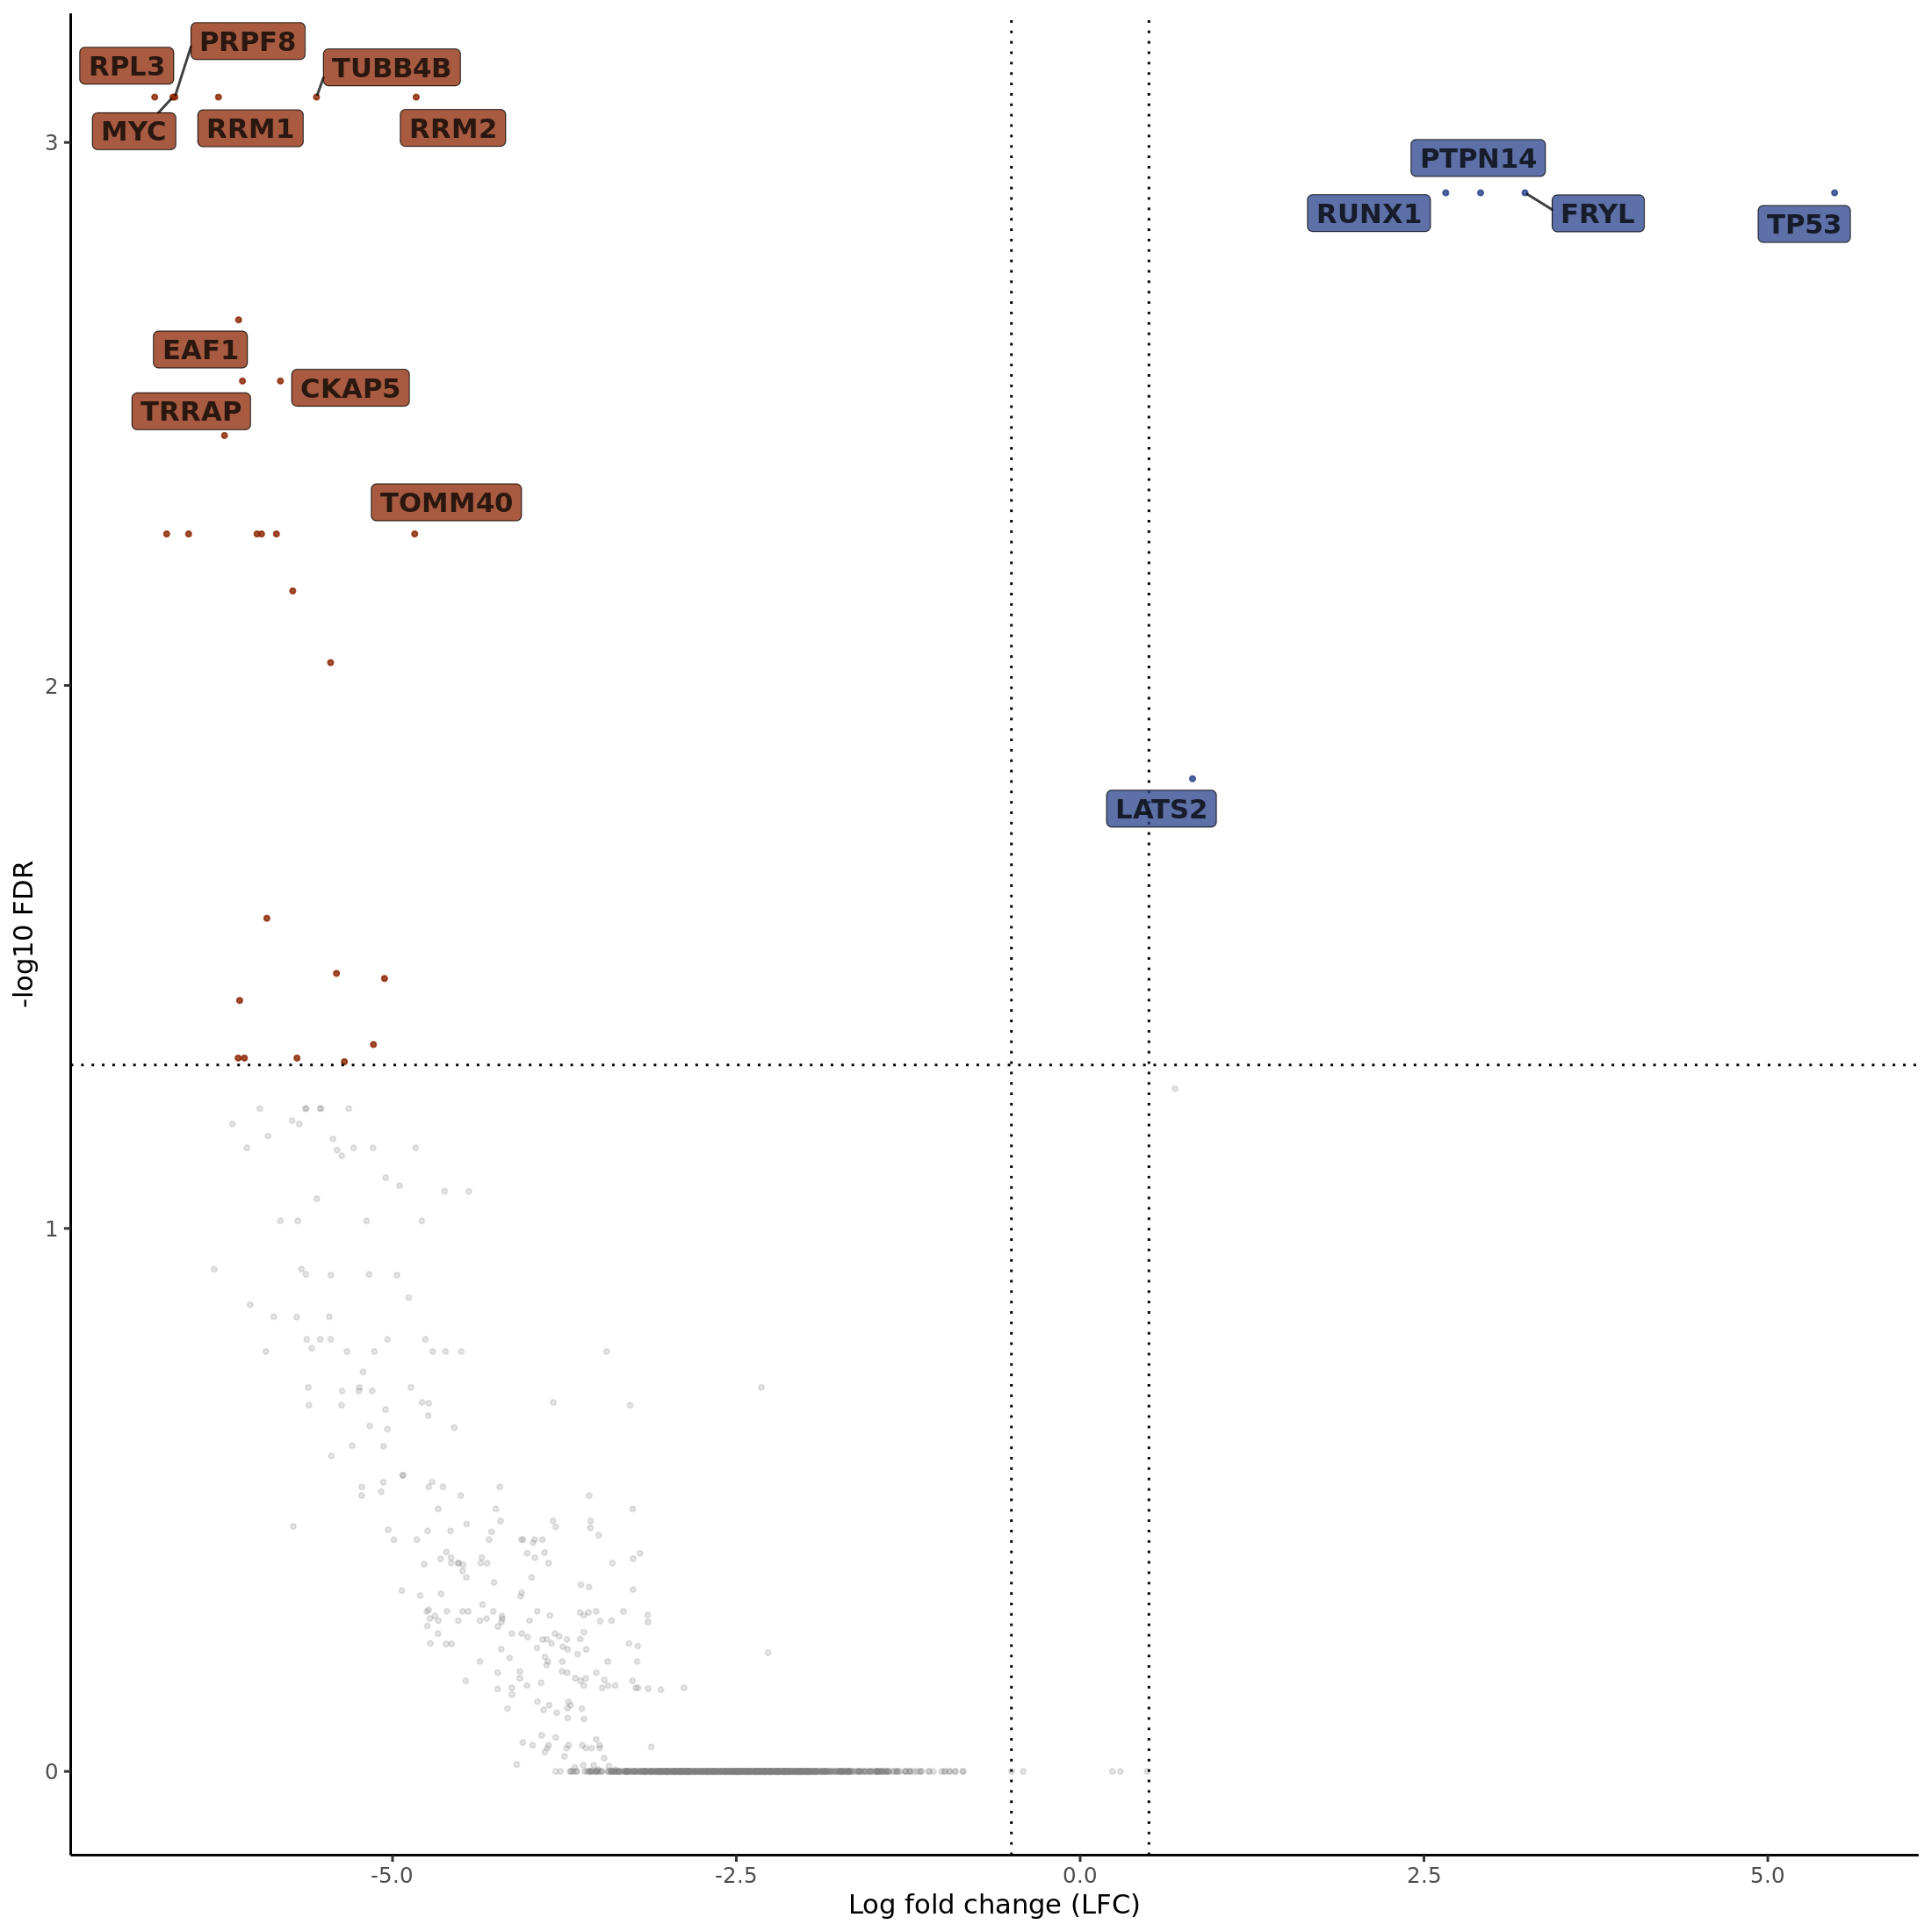 PRPF8
RPL3
TUBB4B
MYC
RRM1
RRM2
3
PTPN14
RUNX1
FRYL
TP53
EAF1
CKAP5
TRRAP
TOMM40
2
LATS2
-log10 FDR
1
0
-5.0
-2.5
0.0
2.5
5.0
Log fold change (LFC)